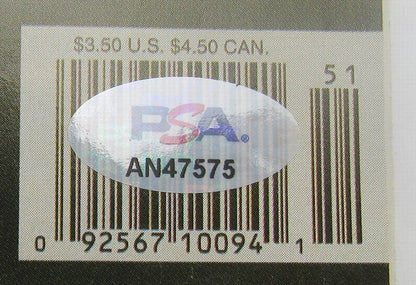 $3.50 U.S. $4.50 CAN.
51
PSA®
AN47575
0 92567 10094 1